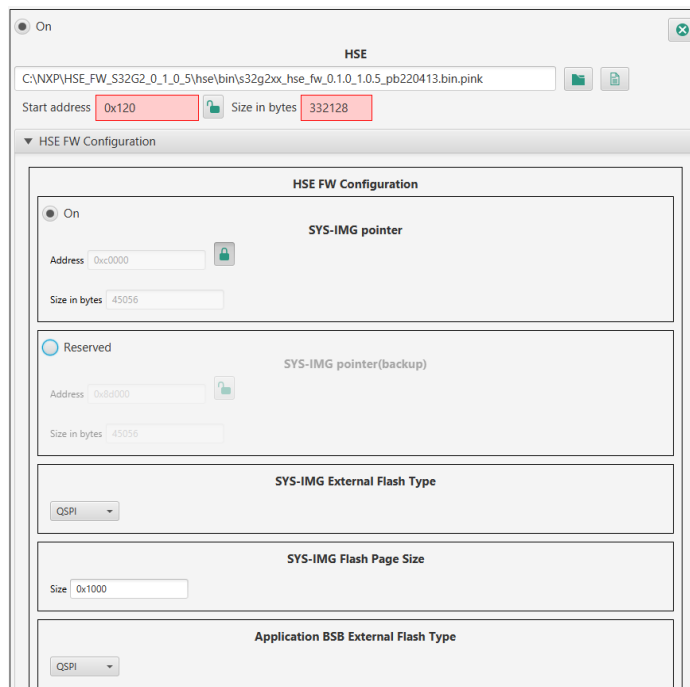 On
HSE
C:\NXP\HSE_FW_S32G2_0_1_0_5\hse\bin\s32g2xx_hse_fw_0.1.0_1.0.5_pb220413.bin.pink
Start address 0x120 Size in bytes 332128
HSE FW Configuration
HSE FW Configuration
On
SYS-IMG pointer
Address 0xc0000
Size in bytes 45056
Reserved
SYS-IMG pointer(backup)
Address 0x8d000
Size in bytes 45056
SYS-IMG External Flash Type
QSPI
SYS-IMG Flash Page Size
Size 0x1000
Application BSB External Flash Type
QSPI